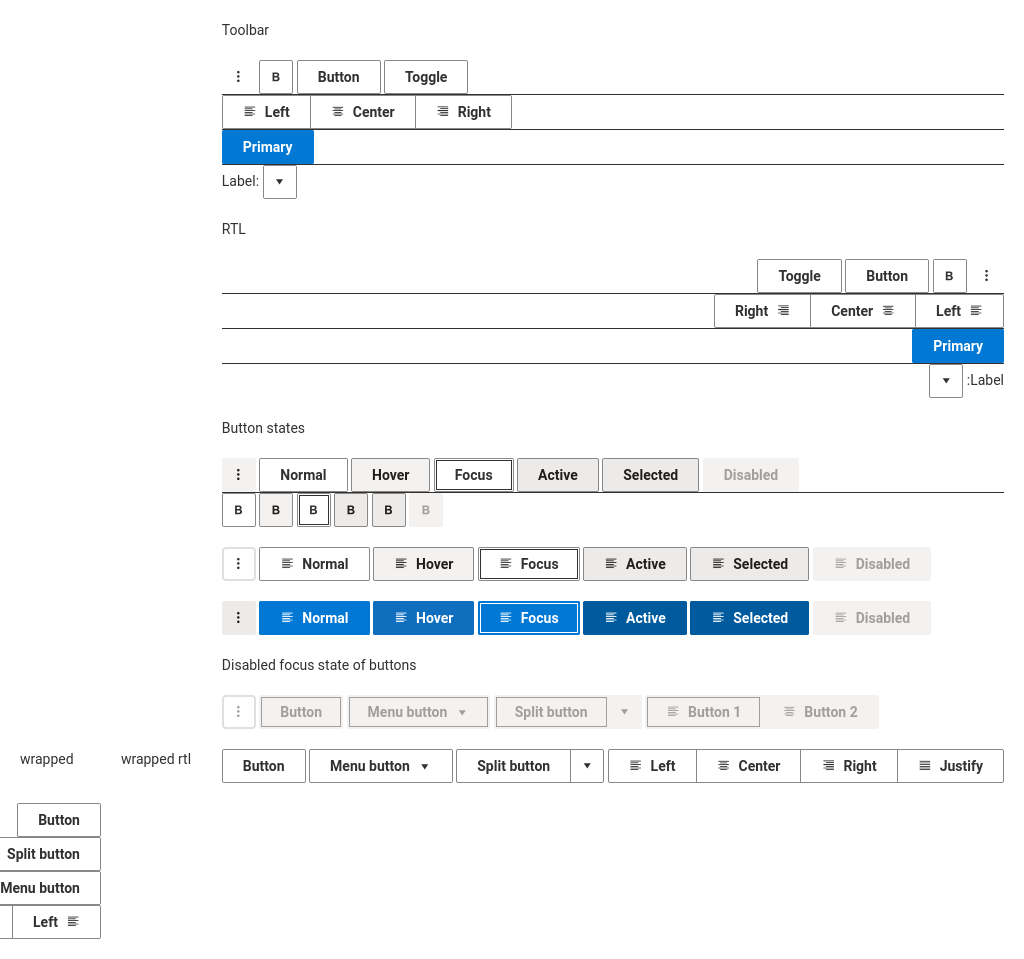 Toolbar
B Button Toggle
Left Center Right
Primary
Label:
RTL
Toggle Button B
Right Center Left
Primary
:Label
Button states
Normal Hover Focus Active Selected Disabled
B B B B B B
Normal Hover Focus Active Selected Disabled
Normal Hover Focus Active Selected Disabled
Disabled focus state of buttons
Button Menu button Split button Button 1 Button 2
wrapped wrapped rtl
Button Menu button Split button Left Center Right Justify
Button
Split button
Menu button
Left